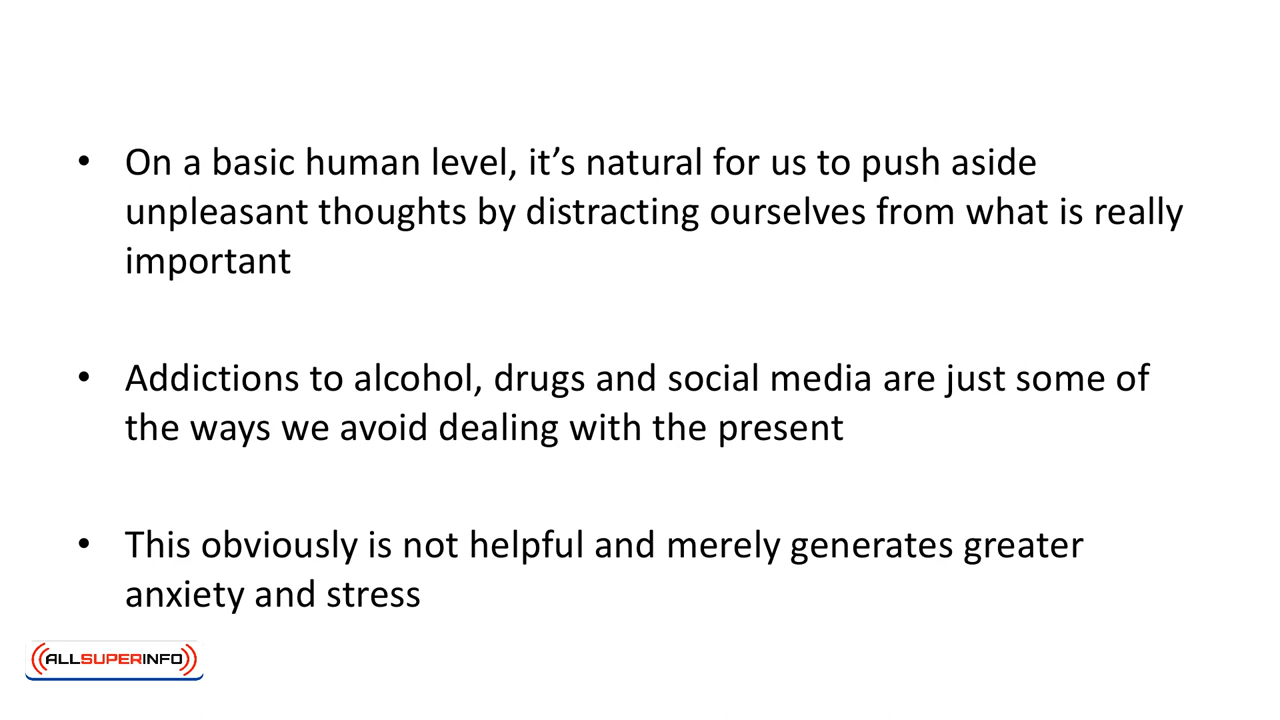 • On a basic human level, it’s natural for us to push aside
unpleasant thoughts by distracting ourselves from what is really
important
• Addictions to alcohol, drugs and social media are just some of
the ways we avoid dealing with the present
• This obviously is not helpful and merely generates greater
anxiety and stress
ALLSUPERINFO